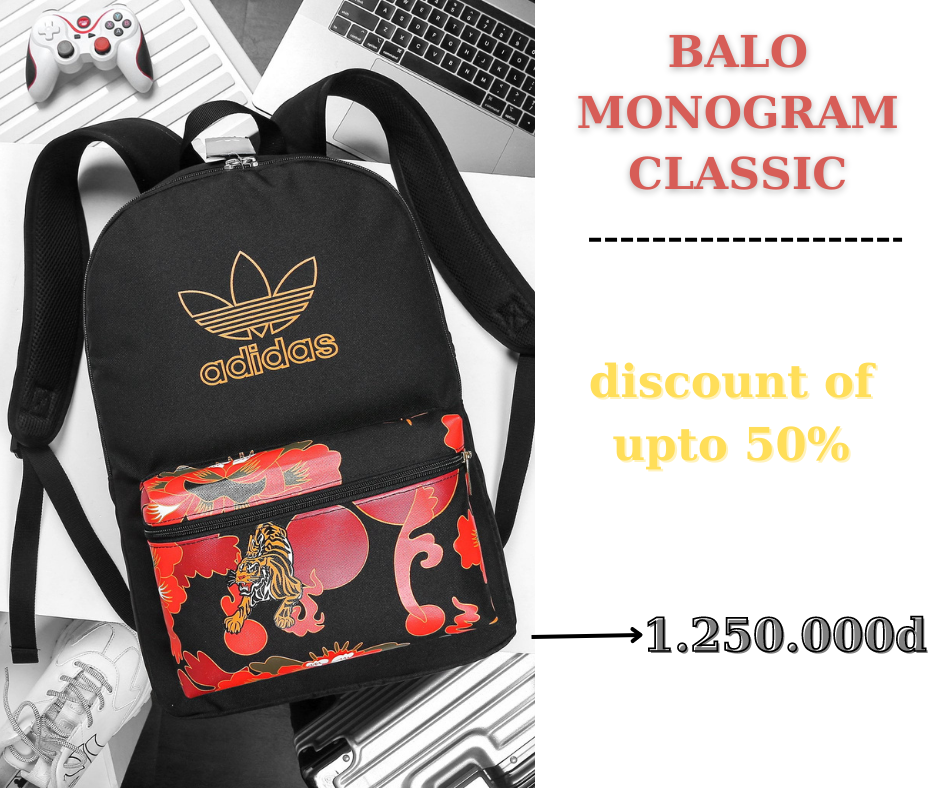 BALO
MONOGRAM
CLASSIC
adidas
discount of
upto 50%
1.250.000d